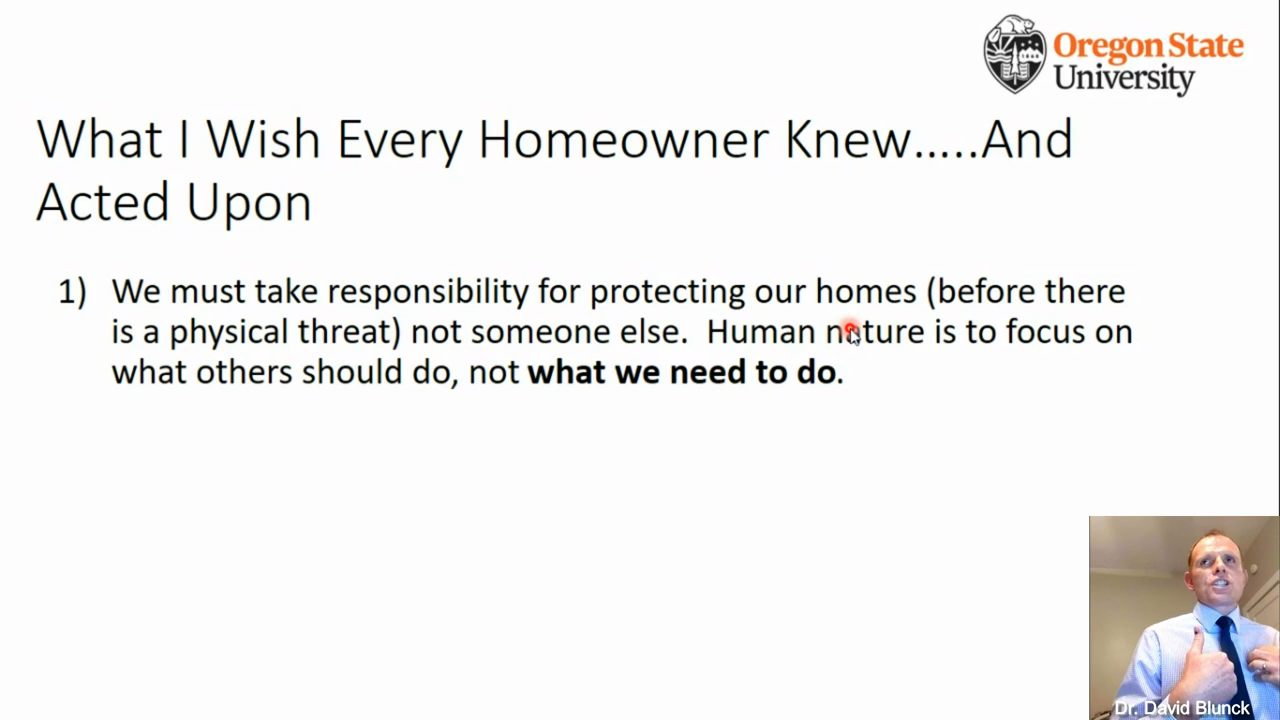 Oregon State
University
What I Wish Every Homeowner Knew…..And
Acted Upon
1) We must take responsibility for protecting our homes (before there
is a physical threat) not someone else. Human nature is to focus on
what others should do, not what we need to do.
Dr. David Blunck